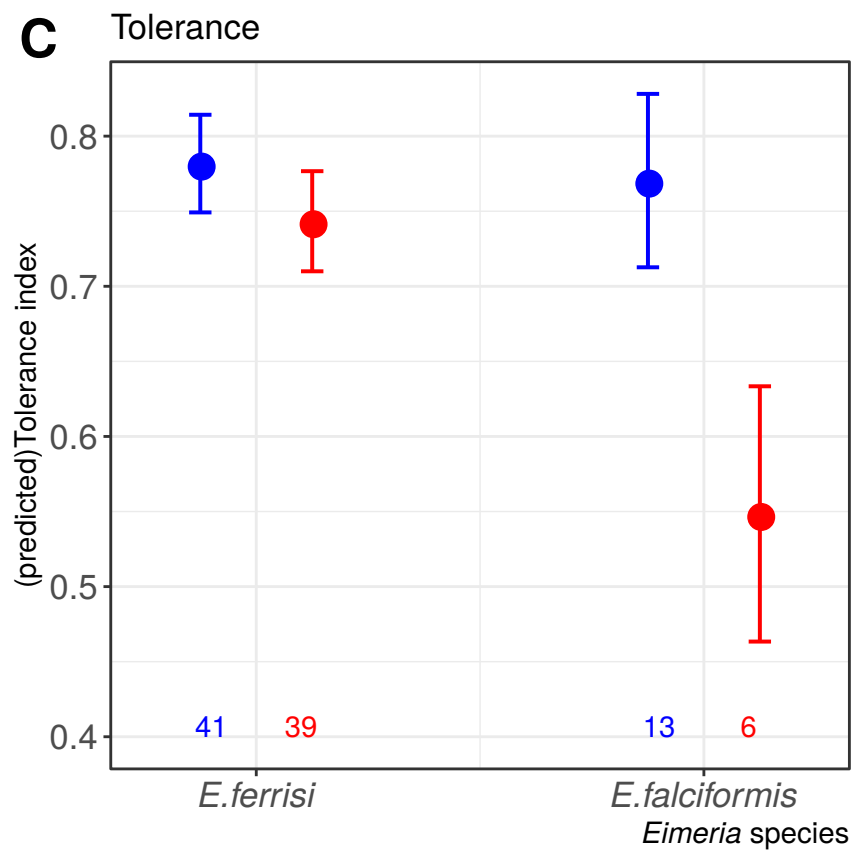 C
Tolerance
(predicted)Tolerance index
0.8
0.7
0.6
0.5
0.4
41 39 13 6
E.ferrisi E.falciformis
Eimeria species